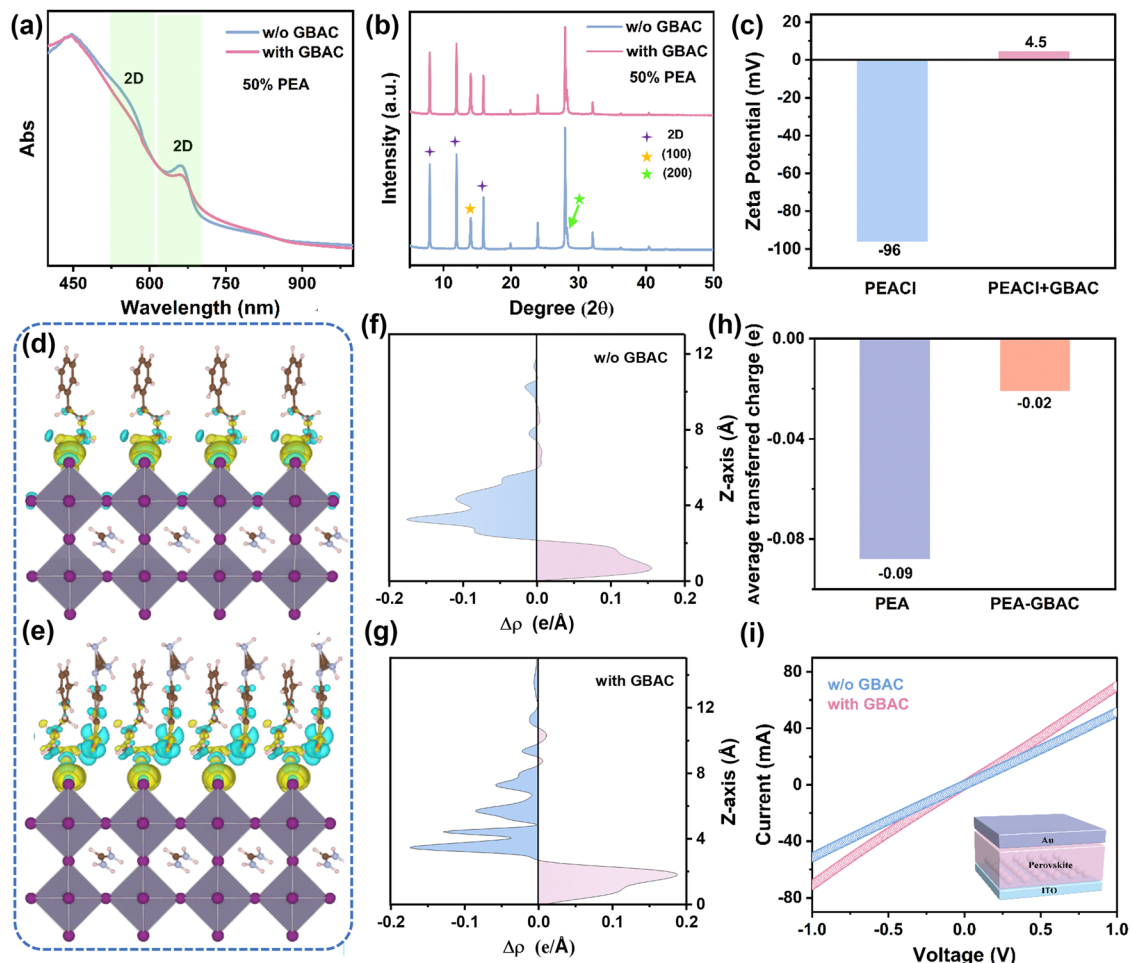 (a)
w/o GBAC
with GBAC
2D
50% PEA
2D
Abs
450 600 750 900
Wavelength (nm)
(b)
w/o GBAC
with GBAC
50% PEA
2D
(100)
(200)
Intensity (a.u.)
10 20 30 40 50
Degree (2θ)
(c)
Zeta Potential (mV)
20
0
-20
-40
-60
-80
-100
4.5
-96
PEACl
PEACl+GBAC
(d)
(e)
(f)
w/o GBAC
Z-axis (Å)
12
8
4
0
-0.2 -0.1 0.0 0.1 0.2
Δρ (e/Å)
(g)
with GBAC
Z-axis (Å)
12
8
4
0
-0.2 -0.1 0.0 0.1 0.2
Δρ (e/Å)
(h)
Average transferred charge (e)
0.00
-0.04
-0.08
-0.02
-0.09
PEA
PEA-GBAC
(i)
w/o GBAC
with GBAC
Current (mA)
80
40
0
-40
-80
Au
Perovskite
ITO
-1.0 -0.5 0.0 0.5 1.0
Voltage (V)